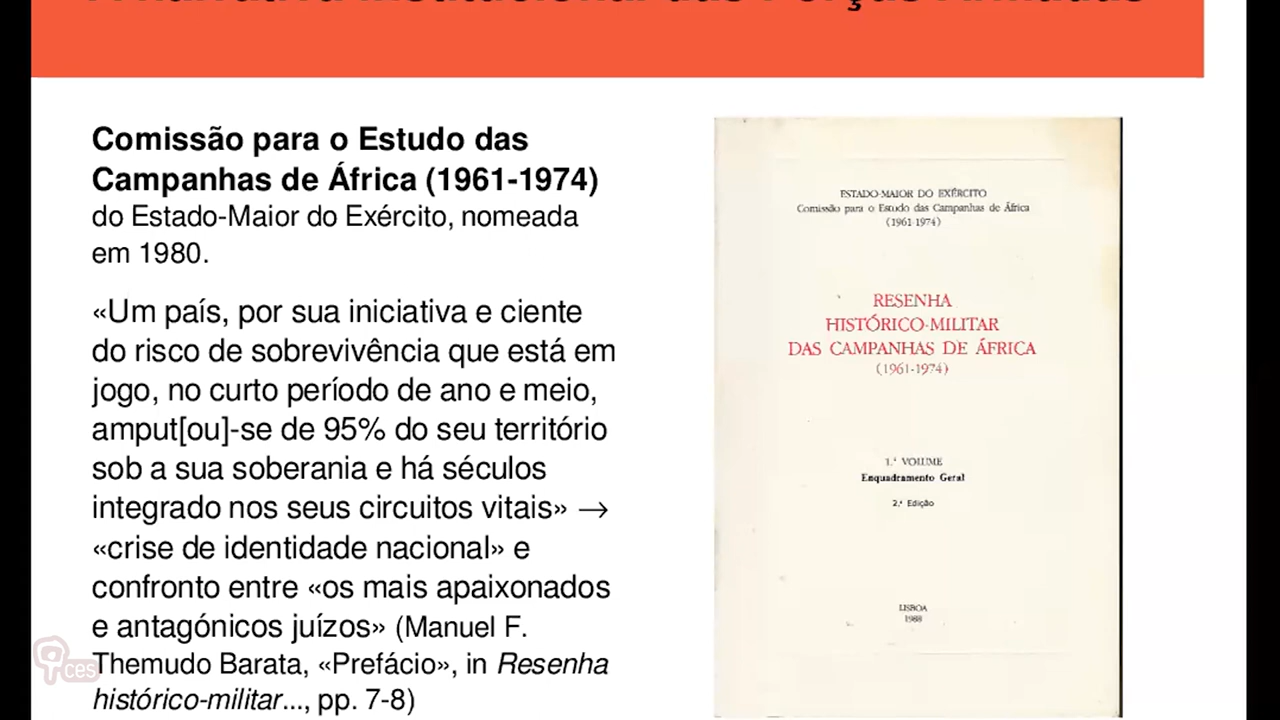 Comissão para o Estudo das
Campanhas de África (1961-1974)
do Estado-Maior do Exército, nomeada
em 1980.
«Um país, por sua iniciativa e ciente
do risco de sobrevivência que está em
jogo, no curto período de ano e meio,
amput[ou]-se de 95% do seu território
sob a sua soberania e há séculos
integrado nos seus circuitos vitais» →
«crise de identidade nacional» e
confronto entre «os mais apaixonados
e antagónicos juízos» (Manuel F.
Themudo Barata, «Prefácio», in Resenha
histórico-militar..., pp. 7-8)
ces
ESTADO-MAIOR DO EXÉRCITO
Comissão para o Estudo das Campanhas de África
(1961-1974)
RESENHA
HISTÓRICO-MILITAR
DAS CAMPANHAS DE ÁFRICA
(1961-1974)
1.º VOLUME
Enquadramento Geral
2.ª Edição
LISBOA
1988